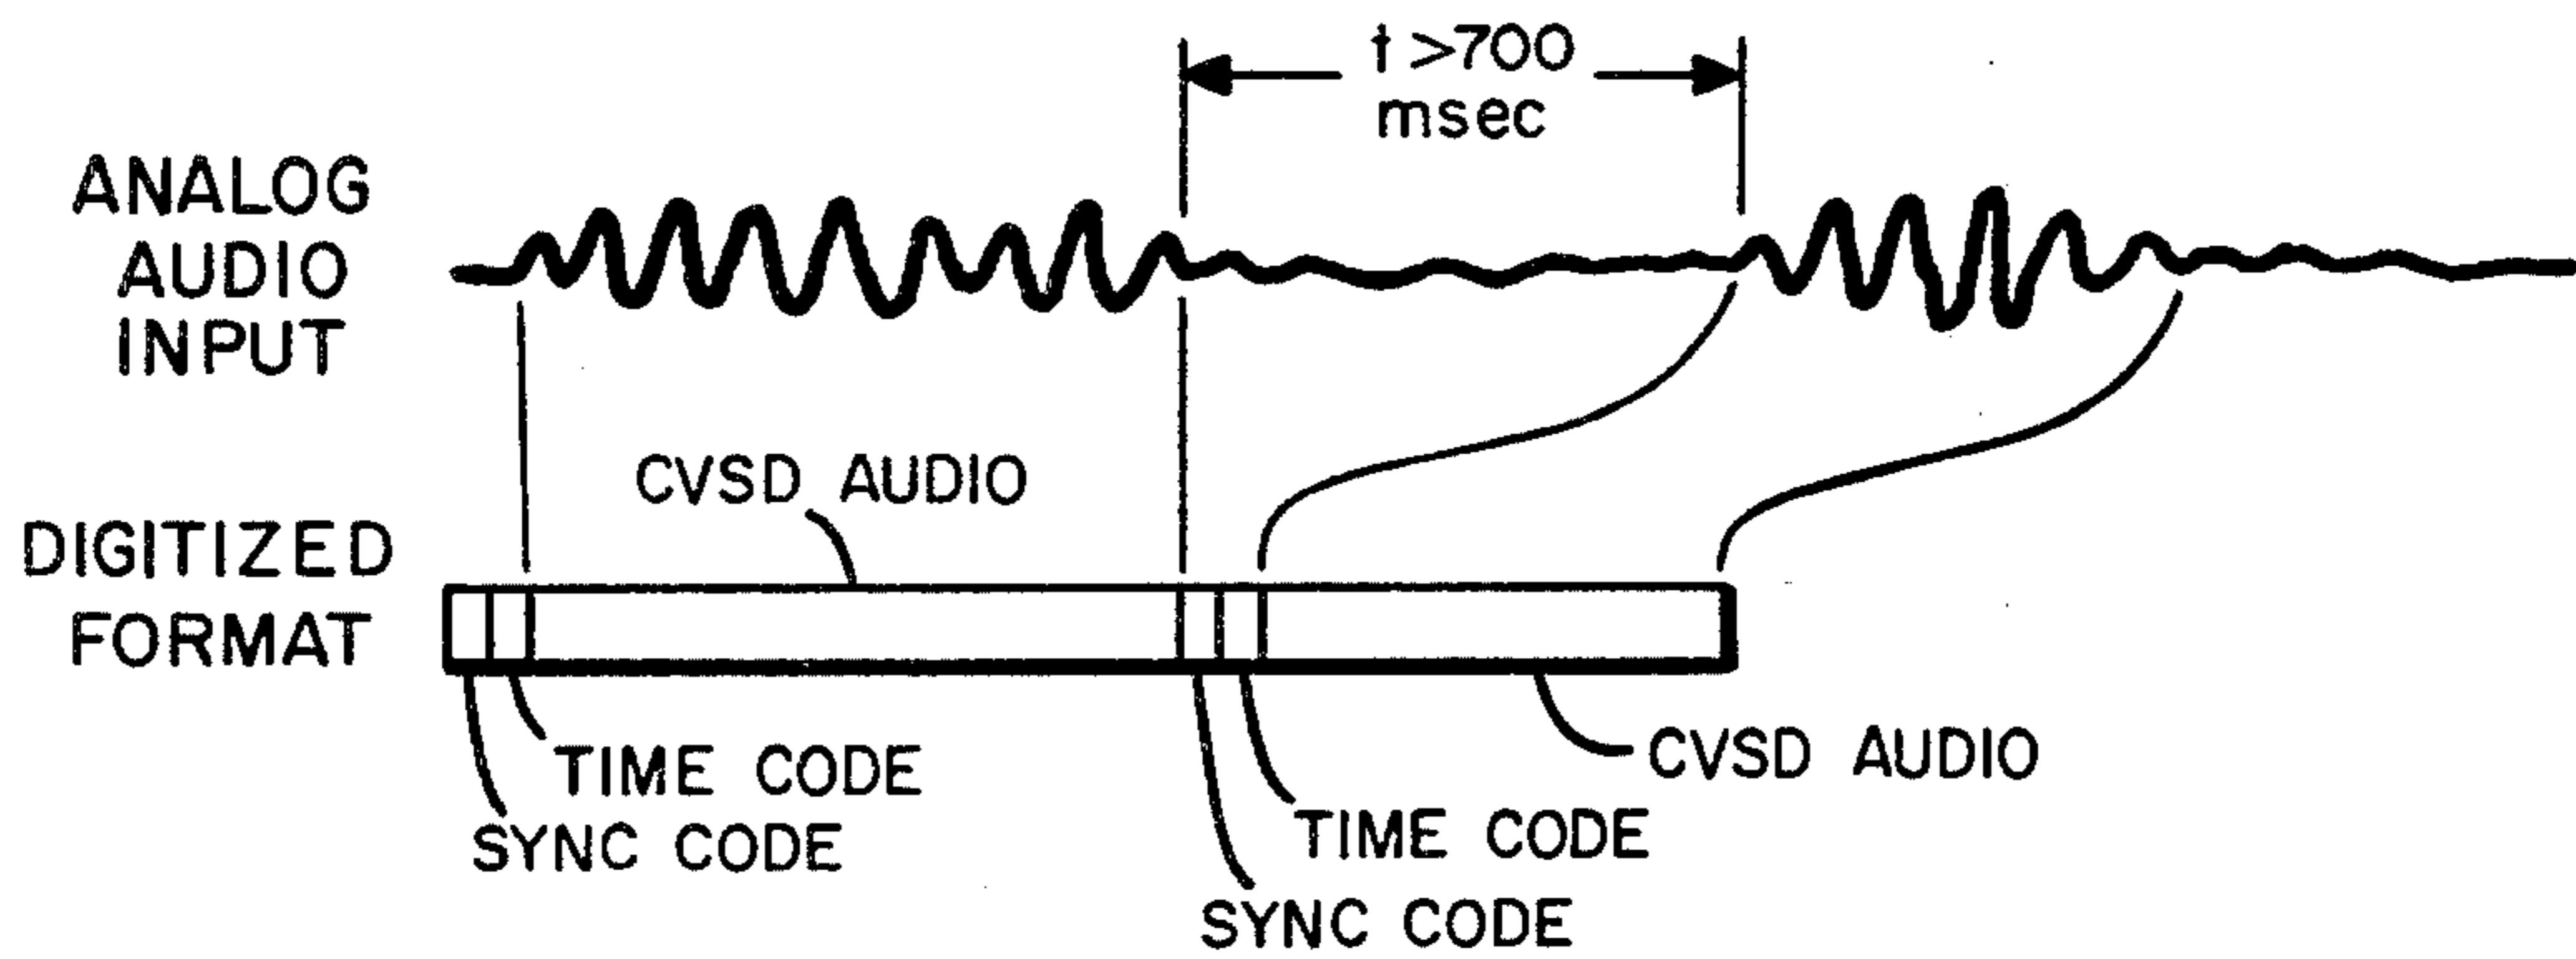 t >700
msec
ANALOG
AUDIO
INPUT
CVSD AUDIO
DIGITIZED
FORMAT
TIME CODE
SYNC CODE
CVSD AUDIO
TIME CODE
SYNC CODE